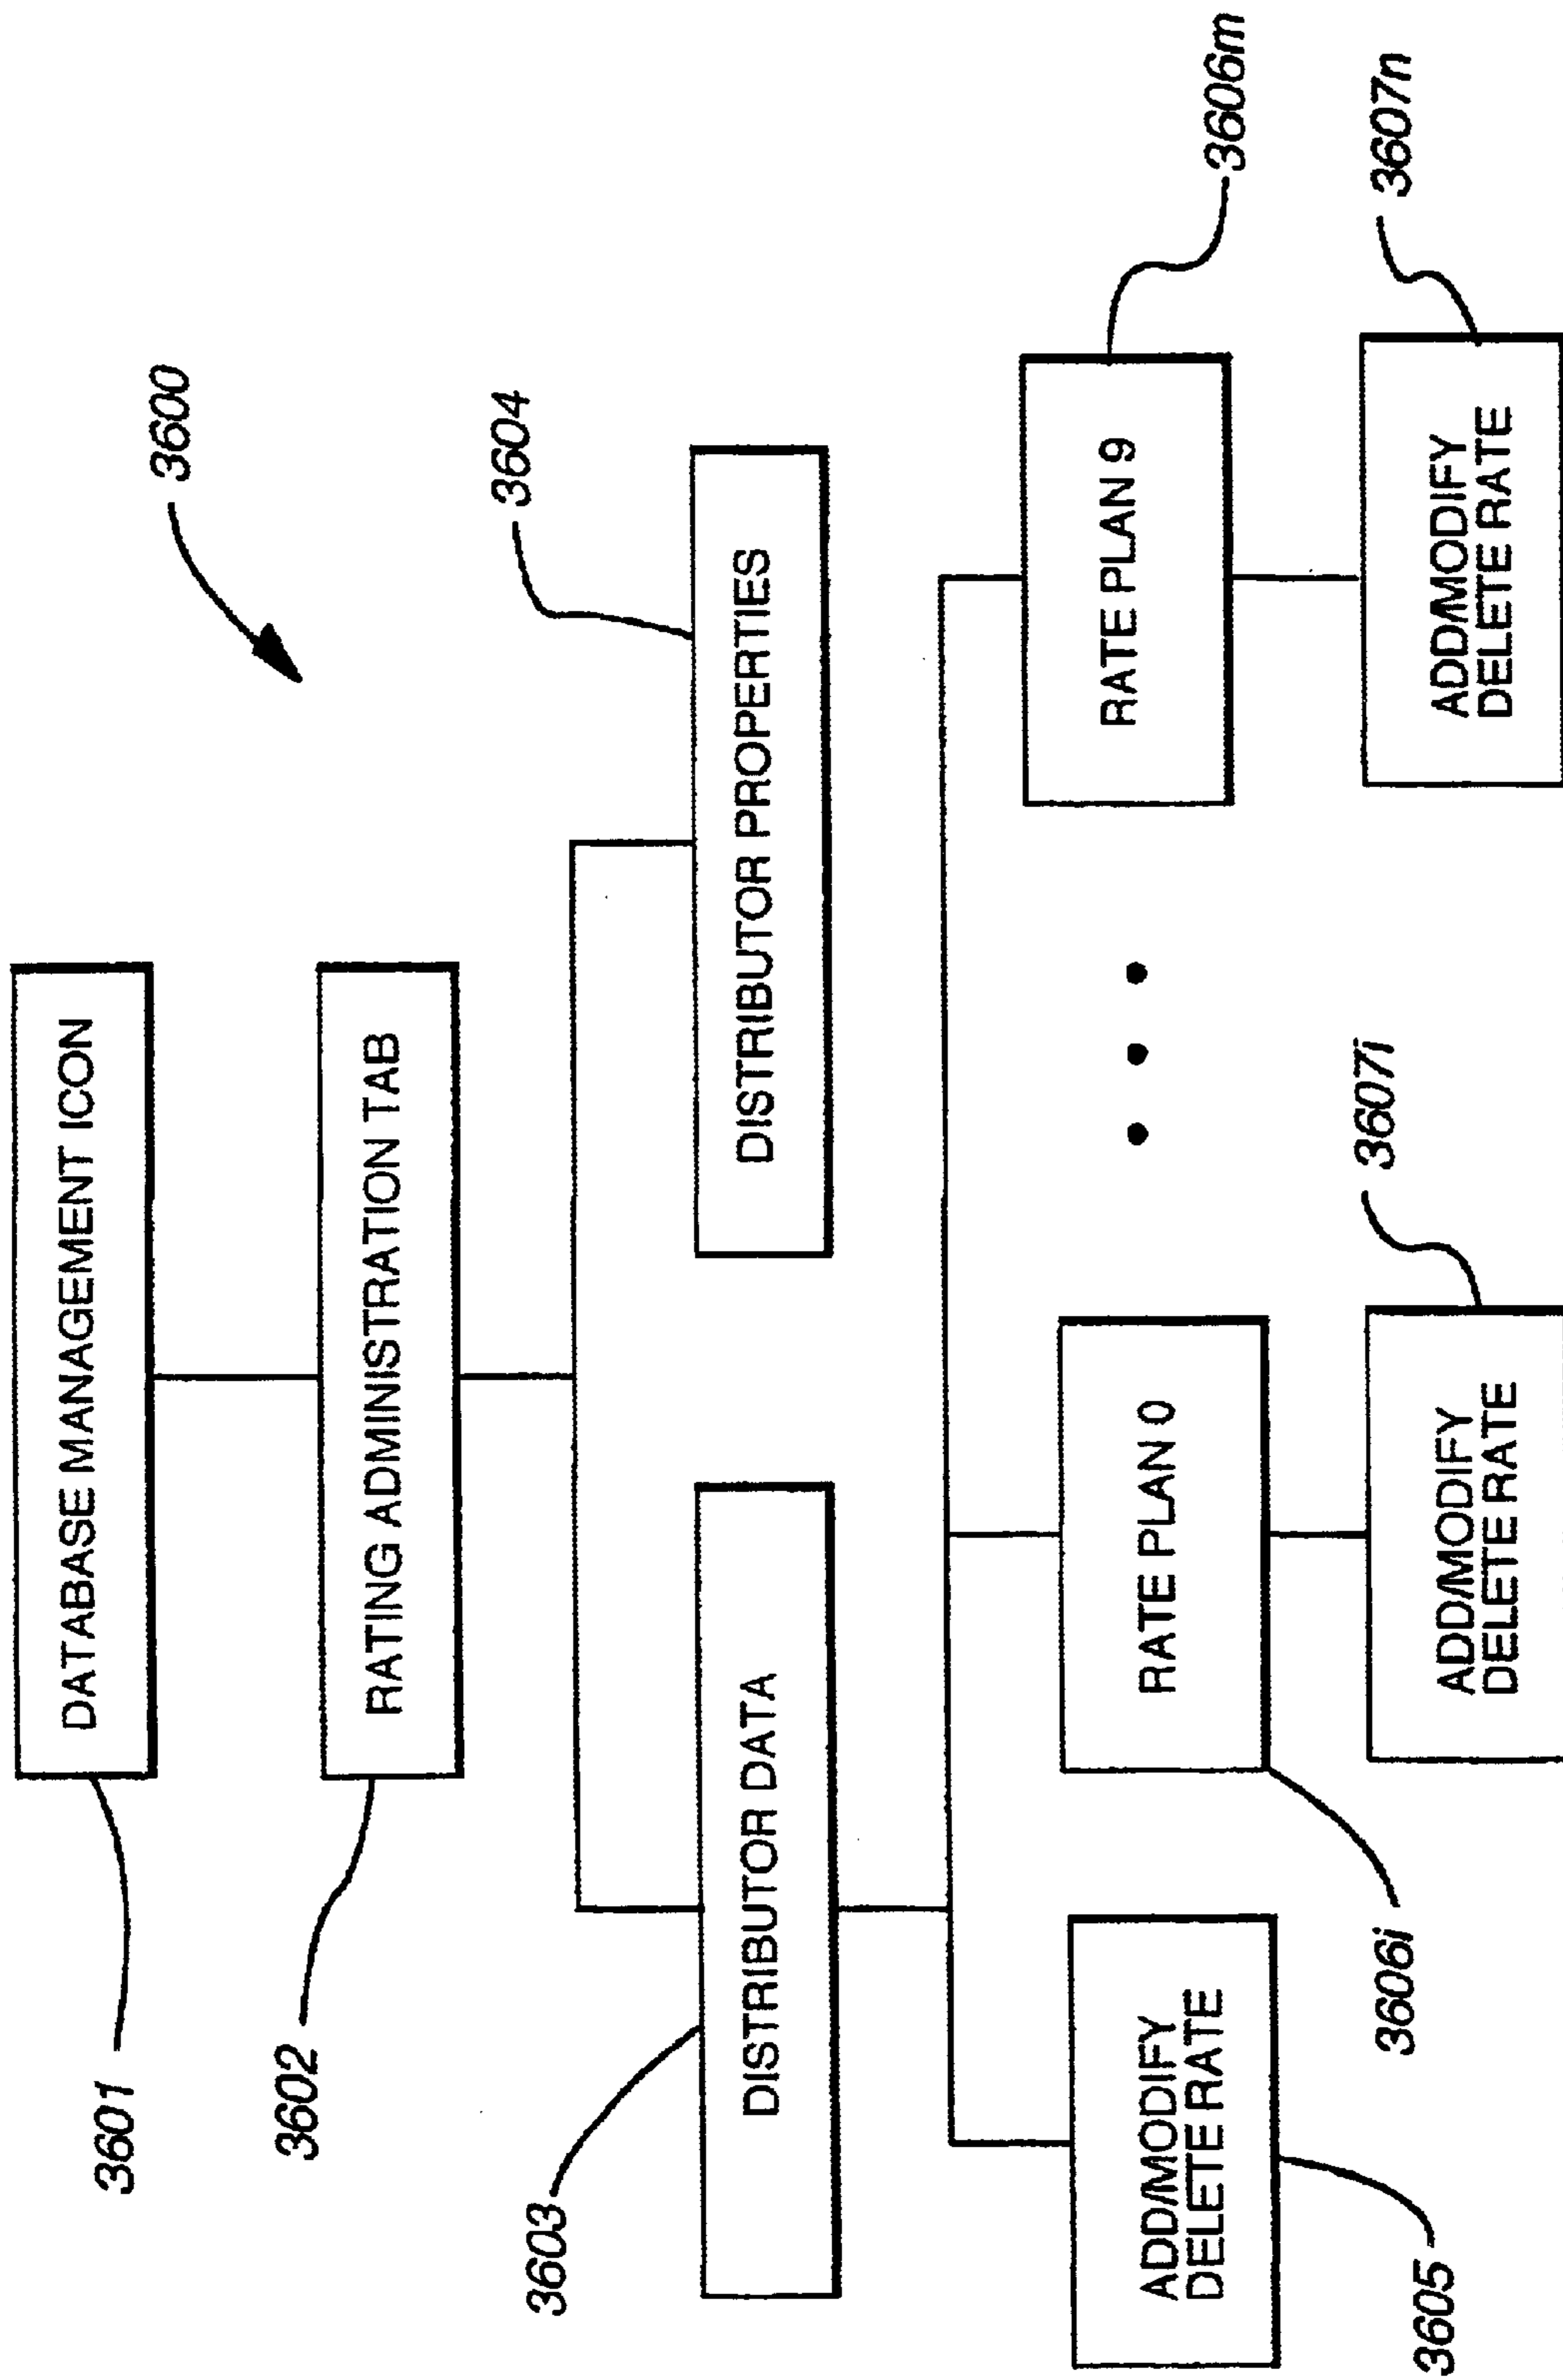 3600
3601
DATABASE MANAGEMENT ICON
3602
RATING ADMINISTRATION TAB
3603
DISTRIBUTOR DATA
3604
DISTRIBUTOR PROPERTIES
3605
ADD/MODIFY
DELETE RATE
3606i
RATE PLAN 0
3606m
RATE PLAN 9
3607i
ADD/MODIFY
DELETE RATE
3607n
ADD/MODIFY
DELETE RATE